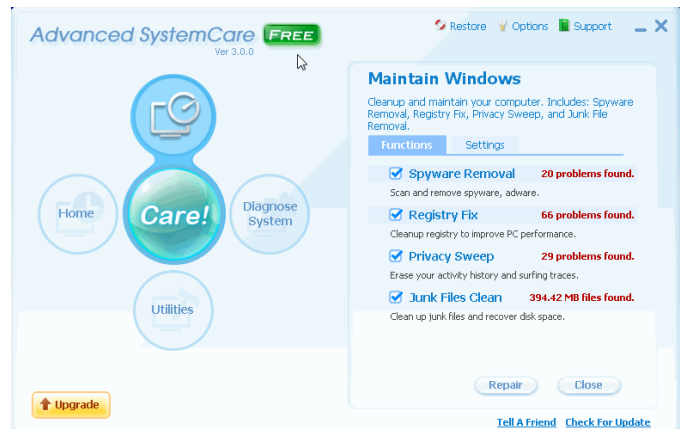 Advanced SystemCare FREE
Ver 3.0.0
Restore Options Support
Maintain Windows
Cleanup and maintain your computer. Includes: Spyware
Removal, Registry Fix, Privacy Sweep, and Junk File
Removal.
Functions Settings
Spyware Removal 20 problems found.
Scan and remove spyware, adware.
Registry Fix 66 problems found.
Cleanup registry to improve PC performance.
Privacy Sweep 29 problems found.
Erase your activity history and surfing traces.
Junk Files Clean 394.42 MB files found.
Clean up junk files and recover disk space.
Home
Care!
Diagnose
System
Utilities
Repair Close
Upgrade
Tell A Friend Check For Update